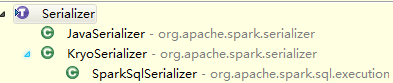 Serializer
JavaSerializer - org.apache.spark.serializer
KryoSerializer - org.apache.spark.serializer
SparkSqlSerializer - org.apache.spark.sql.execution